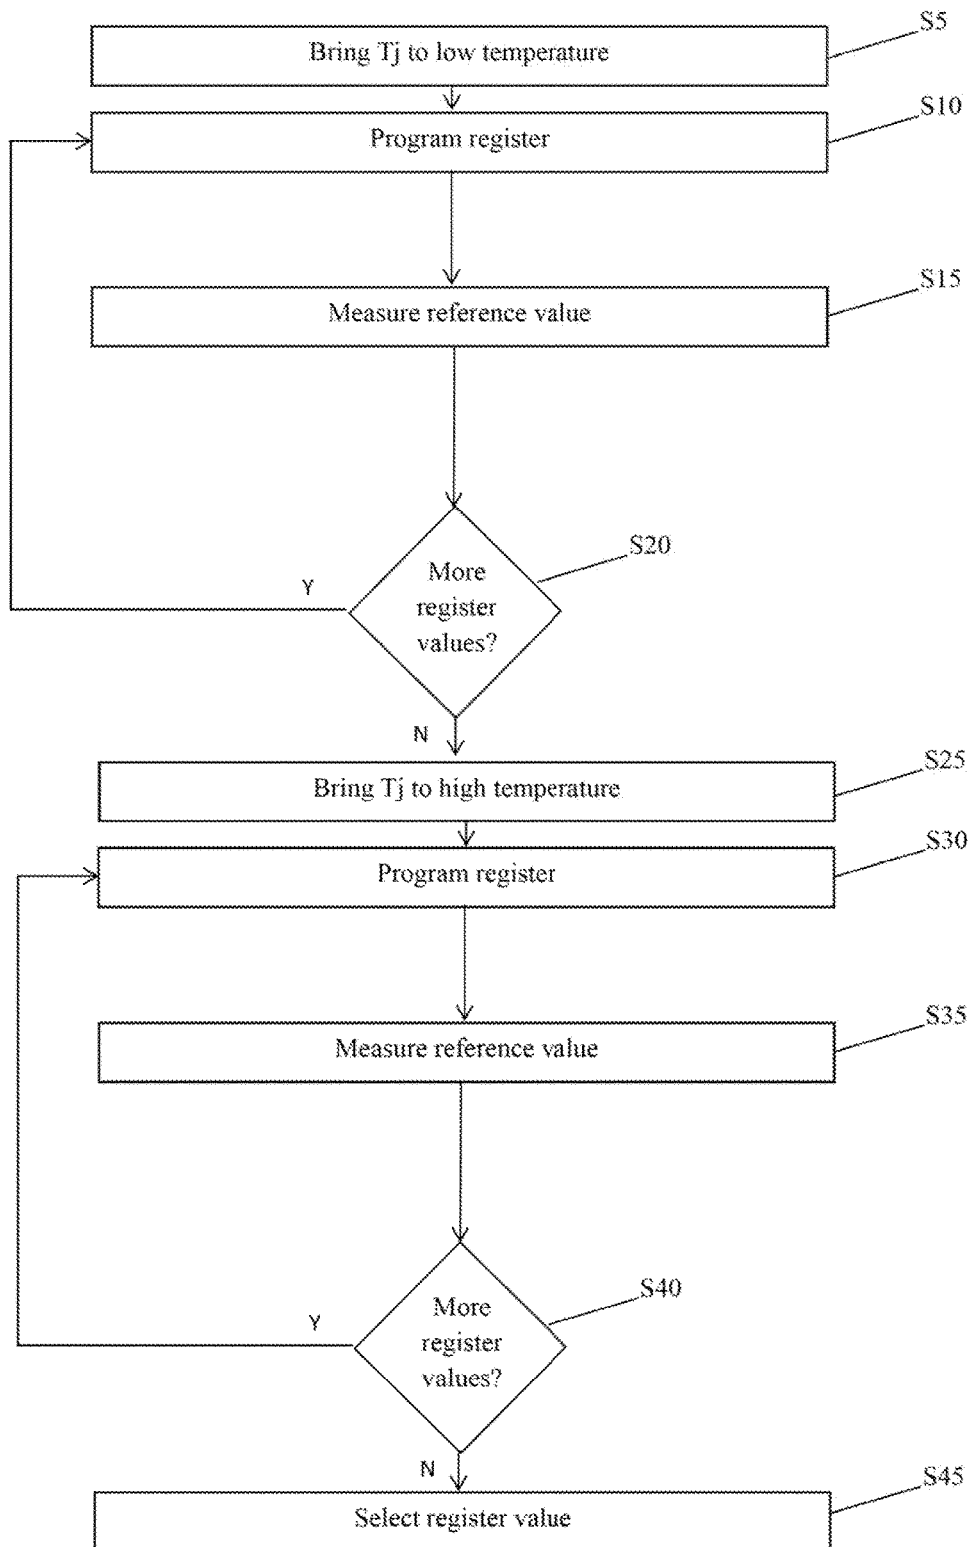 S5
Bring Tj to low temperature
S10
Program register
S15
Measure reference value
S20
More
register
values?
Y
N
S25
Bring Tj to high temperature
S30
Program register
S35
Measure reference value
S40
More
register
values?
Y
N
S45
Select register value